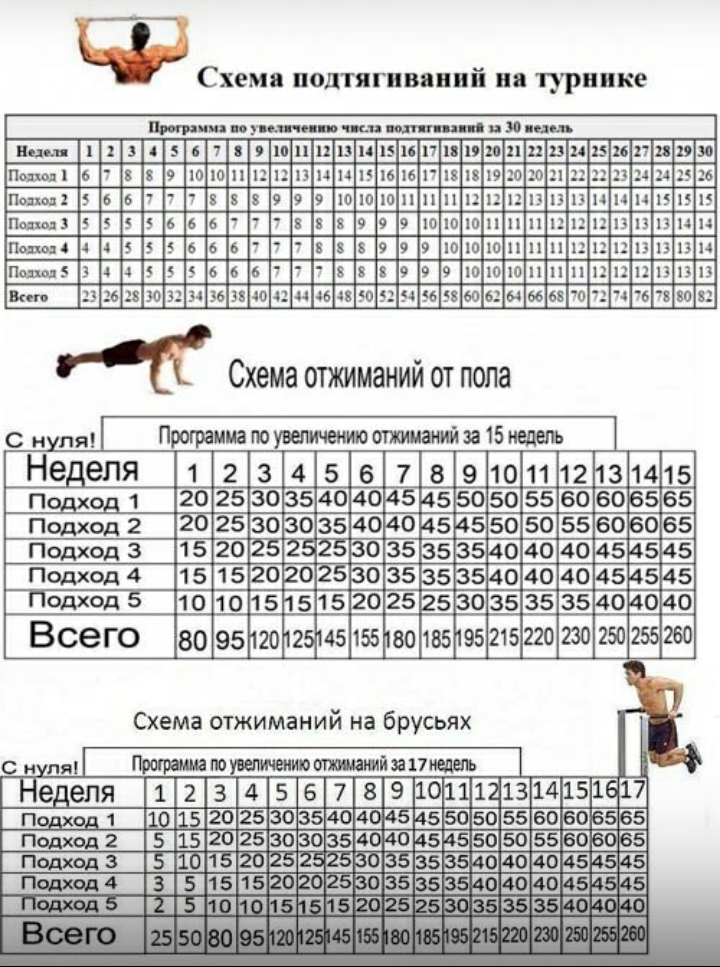 Схема подтягиваний на турнике
Программа по увеличению числа подтягиваний за 30 недель
Неделя 1 2 3 4 5 6 7 8 9 10 11 12 13 14 15 16 17 18 19 20 21 22 23 24 25 26 27 28 29 30
Подход 1 6 7 8 8 9 10 10 11 12 12 13 14 14 15 16 16 17 18 18 19 20 20 21 22 22 23 24 24 25 26
Подход 2 5 6 6 7 7 7 8 8 8 9 9 9 10 10 10 11 11 11 12 12 12 13 13 13 14 14 14 15 15 15
Подход 3 5 5 5 5 6 6 6 7 7 7 8 8 8 9 9 9 10 10 10 11 11 11 12 12 12 13 13 13 14 14
Подход 4 4 4 5 5 5 6 6 6 7 7 7 8 8 8 9 9 9 10 10 10 11 11 11 12 12 12 13 13 13 14
Подход 5 3 4 4 5 5 5 6 6 6 7 7 7 8 8 8 9 9 9 10 10 10 11 11 11 12 12 12 13 13 13
Всего 23 26 28 30 32 34 36 38 40 42 44 46 48 50 52 54 56 58 60 62 64 66 68 70 72 74 76 78 80 82
Схема отжиманий от пола
С нуля! Программа по увеличению отжиманий за 15 недель
Неделя 1 2 3 4 5 6 7 8 9 10 11 12 13 14 15
Подход 1 20 25 30 35 40 40 45 45 50 50 55 60 60 65 65
Подход 2 20 25 30 30 35 40 40 45 45 50 50 55 60 60 65
Подход 3 15 20 25 25 25 30 35 35 35 40 40 40 45 45 45
Подход 4 15 15 20 20 25 30 35 35 35 40 40 40 45 45 45
Подход 5 10 10 15 15 15 20 25 25 30 35 35 35 40 40 40
Всего 80 95 120 125 145 155 180 185 195 215 220 230 250 255 260
Схема отжиманий на брусьях
С нуля! Программа по увеличению отжиманий за 17 недель
Неделя 1 2 3 4 5 6 7 8 9 10 11 12 13 14 15 16 17
Подход 1 10 15 20 25 30 35 40 40 45 45 50 50 55 60 60 65 65
Подход 2 5 15 20 25 30 30 35 40 40 45 45 50 50 55 60 60 65
Подход 3 5 10 15 20 25 25 25 30 35 35 35 40 40 40 45 45 45
Подход 4 3 5 15 15 20 20 25 30 35 35 35 40 40 40 45 45 45
Подход 5 2 5 10 10 15 15 15 20 25 25 30 35 35 35 40 40 40
Всего 25 50 80 95 120 125 145 155 180 185 195 215 220 230 250 255 260